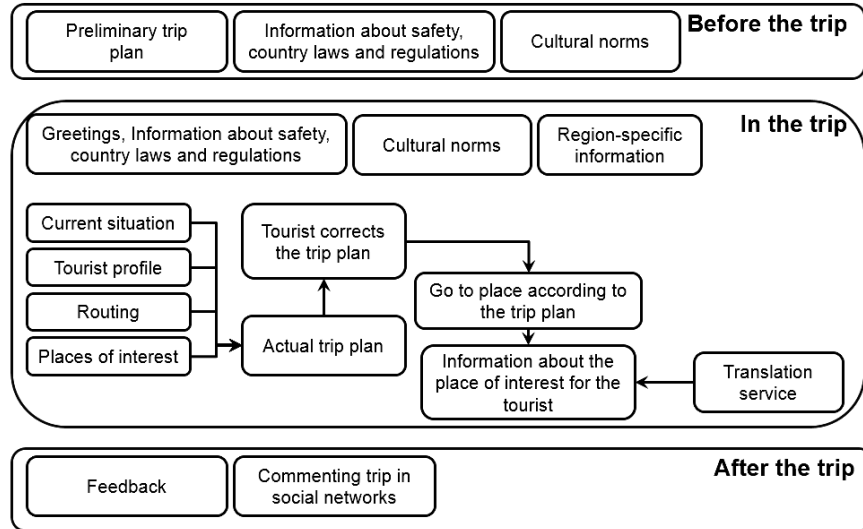 Before the trip
Preliminary trip
plan
Information about safety,
country laws and regulations
Cultural norms
In the trip
Greetings, Information about safety,
country laws and regulations
Cultural norms
Region-specific
information
Current situation
Tourist profile
Routing
Places of interest
Tourist corrects
the trip plan
Actual trip plan
Go to place according to
the trip plan
Information about the
place of interest for the
tourist
Translation
service
After the trip
Feedback
Commenting trip in
social networks